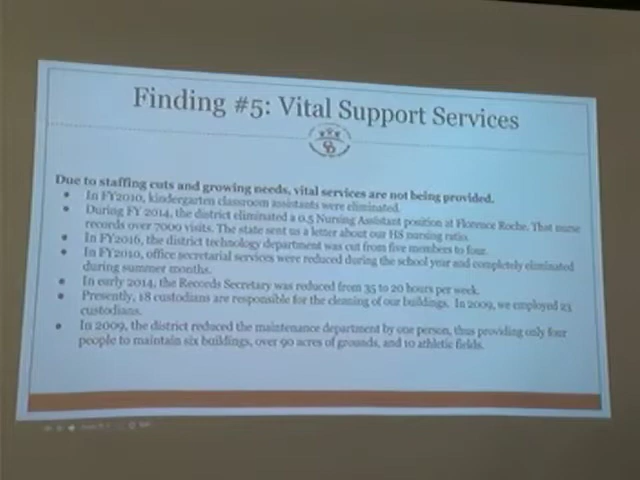 Finding #5: Vital Support Services
Due to staffing cuts and growing needs, vital services are not being provided.
• In FY2010, kindergarten classroom assistants were eliminated.
• During FY 2014, the district eliminated a 0.5 Nursing Assistant position at Florence Roche. That nurse
records over 7000 visits. The state sent us a letter about our HS nursing ratio.
• In FY2016, the district technology department was cut from five members to four.
• In FY2010, office secretarial services were reduced during the school year and completely eliminated
during summer months.
• In early 2014, the Records Secretary was reduced from 35 to 20 hours per week.
• Presently, 18 custodians are responsible for the cleaning of our buildings. In 2009, we employed 23
custodians.
• In 2009, the district reduced the maintenance department by one person, thus providing only four
people to maintain six buildings, over 90 acres of grounds, and 10 athletic fields.